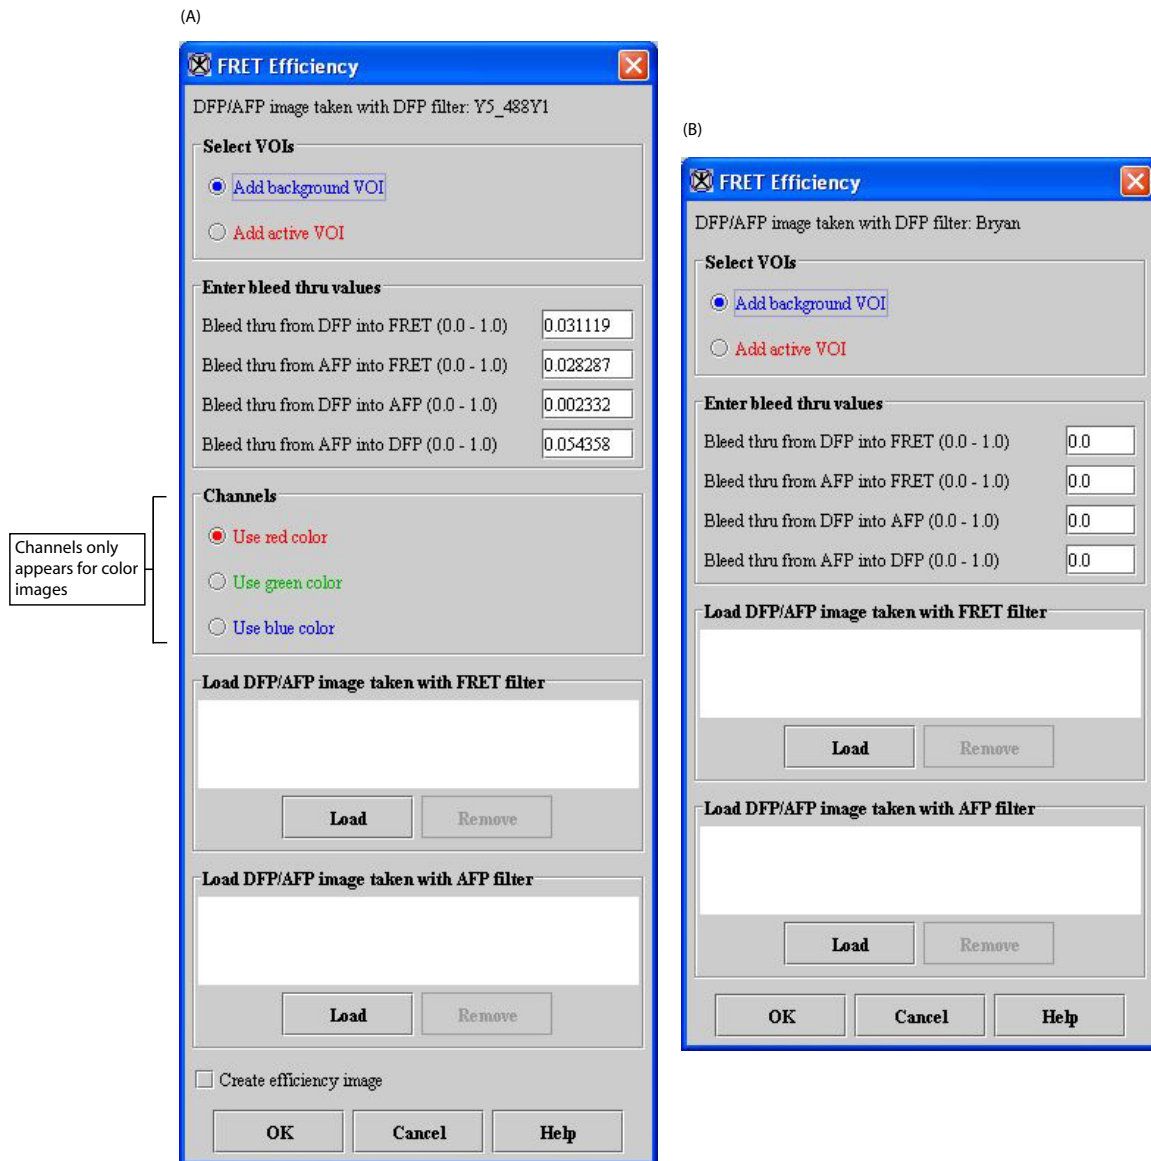 (A)
FRET Efficiency
DFP/AFP image taken with DFP filter: Y5_488Y1
Select VOIs
Add background VOI
Add active VOI
Enter bleed thru values
Bleed thru from DFP into FRET (0.0 - 1.0) 0.031119
Bleed thru from AFP into FRET (0.0 - 1.0) 0.028287
Bleed thru from DFP into AFP (0.0 - 1.0) 0.002332
Bleed thru from AFP into DFP (0.0 - 1.0) 0.054358
Channels only
appears for color
images
Channels
Use red color
Use green color
Use blue color
Load DFP/AFP image taken with FRET filter
Load Remove
Load DFP/AFP image taken with AFP filter
Load Remove
Create efficiency image
OK Cancel Help
(B)
FRET Efficiency
DFP/AFP image taken with DFP filter: Bryan
Select VOIs
Add background VOI
Add active VOI
Enter bleed thru values
Bleed thru from DFP into FRET (0.0 - 1.0) 0.0
Bleed thru from AFP into FRET (0.0 - 1.0) 0.0
Bleed thru from DFP into AFP (0.0 - 1.0) 0.0
Bleed thru from AFP into DFP (0.0 - 1.0) 0.0
Load DFP/AFP image taken with FRET filter
Load Remove
Load DFP/AFP image taken with AFP filter
Load Remove
OK Cancel Help